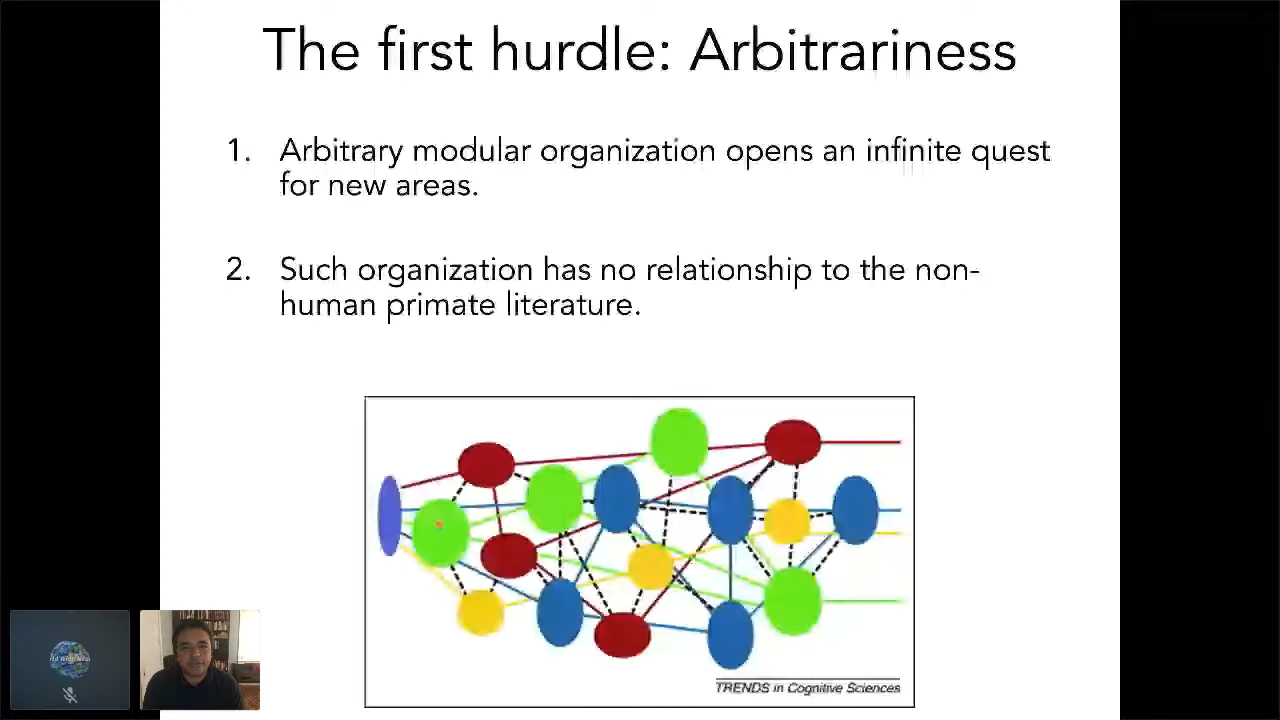 The first hurdle: Arbitrariness
1. Arbitrary modular organization opens an infinite quest
for new areas.
2. Such organization has no relationship to the non-
human primate literature.
TRENDS in Cognitive Sciences